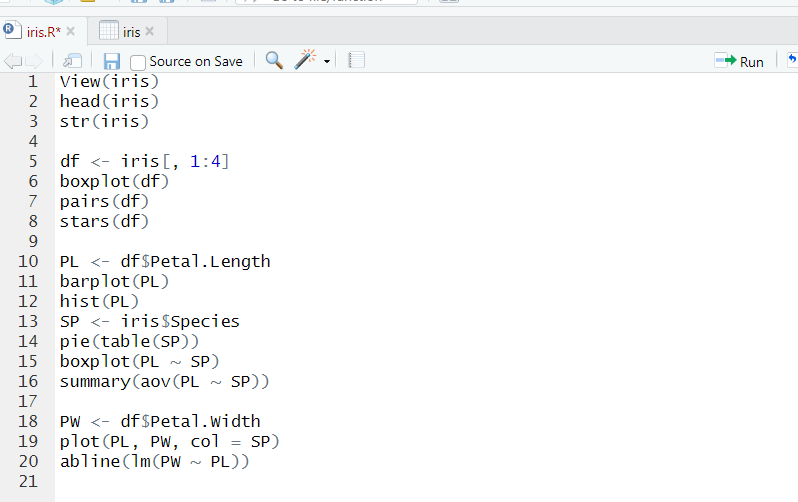 iris.R* iris
Source on Save Run
1 View(iris)
2 head(iris)
3 str(iris)
4
5 df <- iris[, 1:4]
6 boxplot(df)
7 pairs(df)
8 stars(df)
9
10 PL <- df$Petal.Length
11 barplot(PL)
12 hist(PL)
13 SP <- iris$Species
14 pie(table(SP))
15 boxplot(PL ~ SP)
16 summary(aov(PL ~ SP))
17
18 PW <- df$Petal.Width
19 plot(PL, PW, col = SP)
20 abline(lm(PW ~ PL))
21